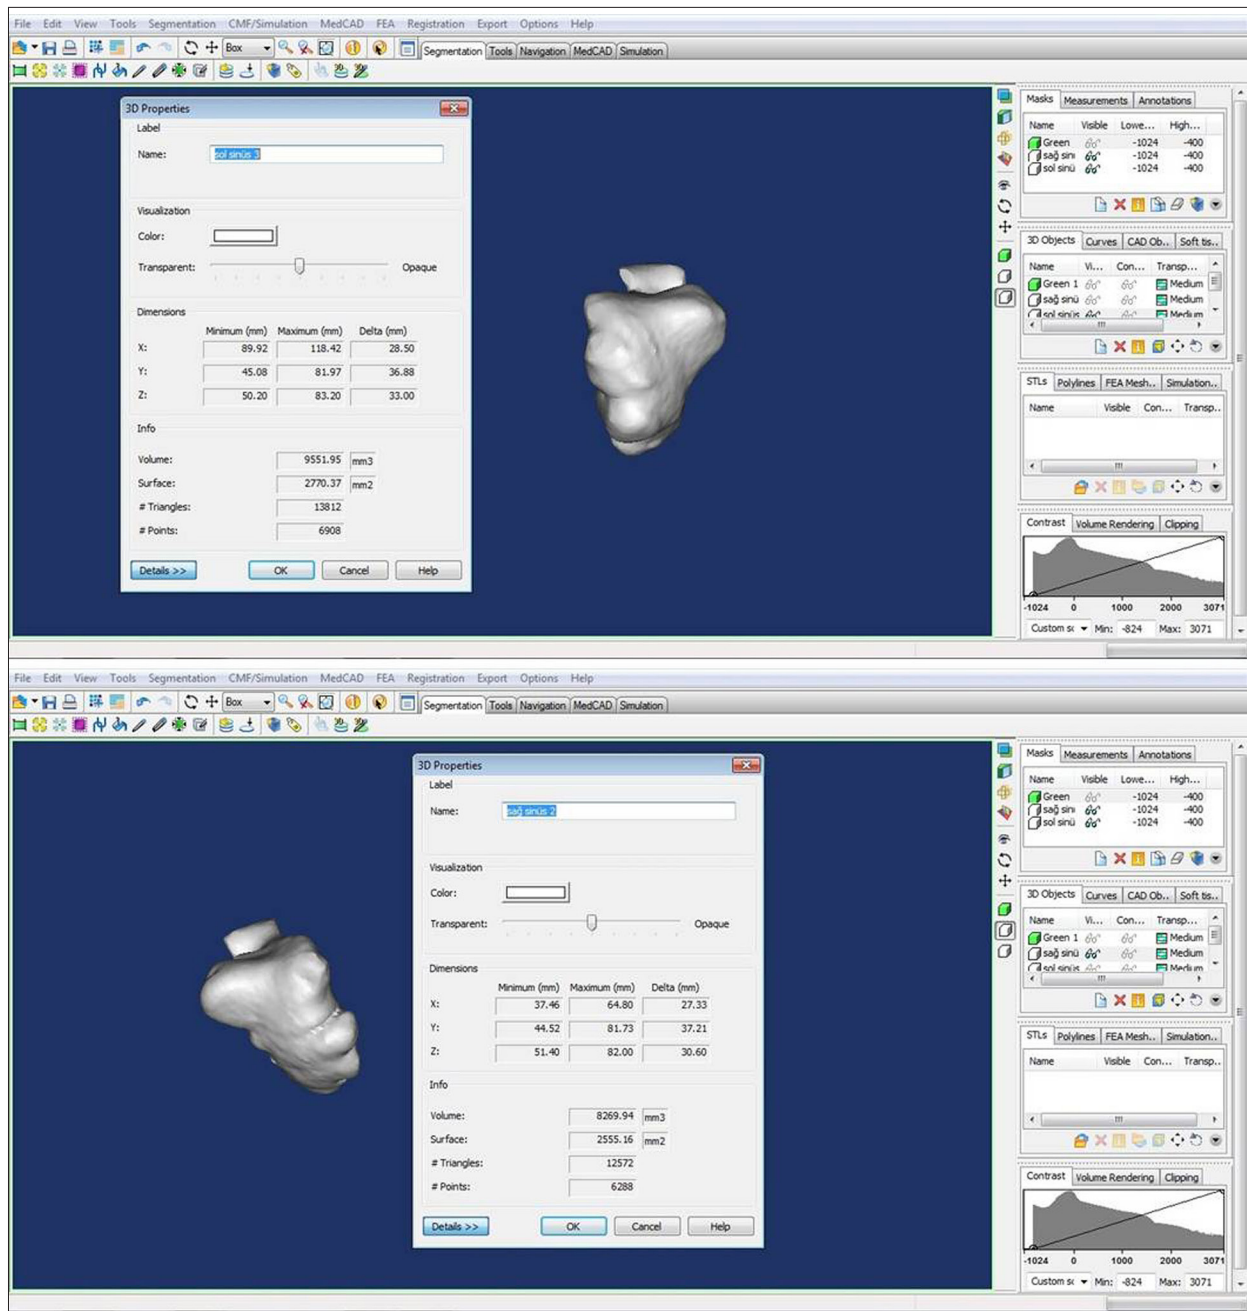 File Edit View Tools Segmentation CMF/Simulation MedCAD FEA Registration Export Options Help
Box Segmentation Tools Navigation MedCAD Simulation
3D Properties
Label
Name: sol sinüs 3
Visualization
Color:
Transparent: Opaque
Dimensions
Minimum (mm) Maximum (mm) Delta (mm)
X: 89.92 118.42 28.50
Y: 45.08 81.97 36.88
Z: 50.20 83.20 33.00
Info
Volume: 9551.95 mm3
Surface: 2770.37 mm2
# Triangles: 13812
# Points: 6908
Details >> OK Cancel Help
Masks Measurements Annotations
Name Visible Lowe... High...
Green -1024 -400
sağ sin -1024 -400
sol sinü -1024 -400
3D Objects Curves CAD Ob.. Soft tis..
Name Vi... Con... Transp...
Green 1 Medium
sağ sinü Medium
sol sinüs Medium
STLs Polylines FEA Mesh.. Simulation..
Name Visible Con... Transp..
Contrast Volume Rendering Clipping
-1024 0 1000 2000 3071
Custom sc Min: -824 Max: 3071
File Edit View Tools Segmentation CMF/Simulation MedCAD FEA Registration Export Options Help
Box Segmentation Tools Navigation MedCAD Simulation
3D Properties
Label
Name: sağ sinüs 2
Visualization
Color:
Transparent: Opaque
Dimensions
Minimum (mm) Maximum (mm) Delta (mm)
X: 37.46 64.80 27.33
Y: 44.52 81.73 37.21
Z: 51.40 82.00 30.60
Info
Volume: 8269.94 mm3
Surface: 2555.16 mm2
# Triangles: 12572
# Points: 6288
Details >> OK Cancel Help
Masks Measurements Annotations
Name Visible Lowe... High...
Green -1024 -400
sağ sin -1024 -400
sol sinü -1024 -400
3D Objects Curves CAD Ob.. Soft tis..
Name Vi... Con... Transp...
Green 1 Medium
sağ sinü Medium
sol sinüs Medium
STLs Polylines FEA Mesh.. Simulation..
Name Visible Con... Transp..
Contrast Volume Rendering Clipping
-1024 0 1000 2000 3071
Custom sc Min: -824 Max: 3071